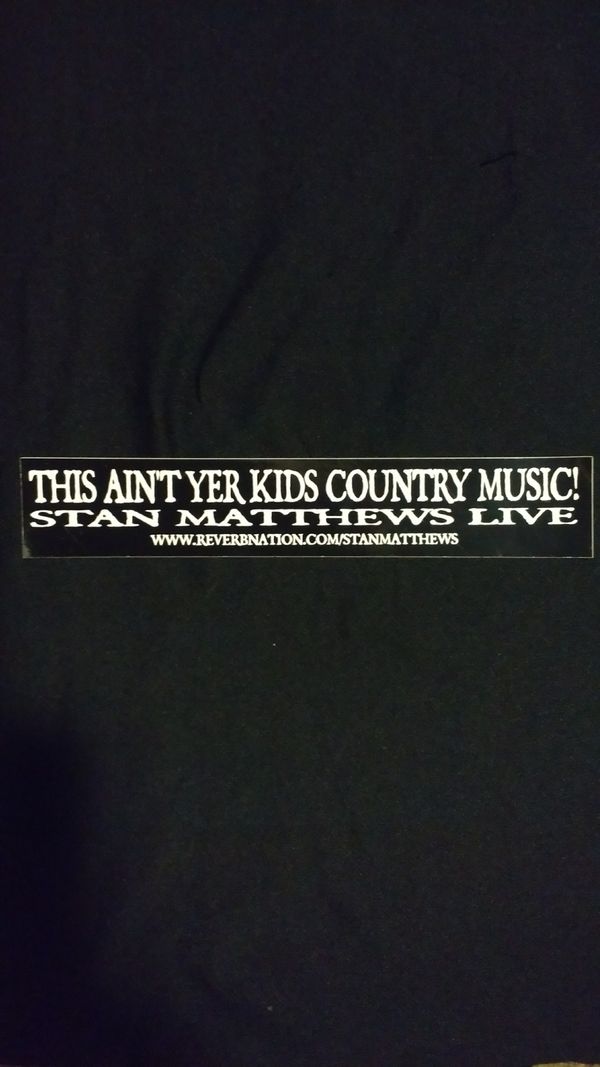 THIS AIN'T YER KIDS COUNTRY MUSIC!
STAN MATTHEWS LIVE
WWW.REVERBNATION.COM/STANMATTHEWS